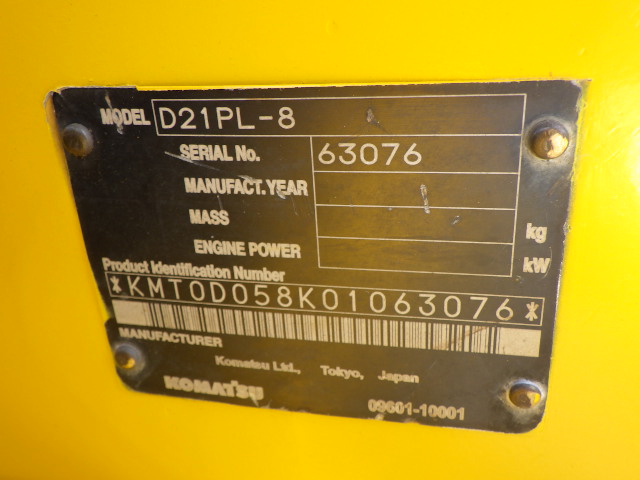 MODEL D21PL-8
SERIAL No. 63076
MANUFACT. YEAR
MASS kg
ENGINE POWER kW
Product Identification Number
*KMT0D058K01063076*
MANUFACTURER
Komatsu Ltd., Tokyo, Japan
KOMATSU 09601-10001